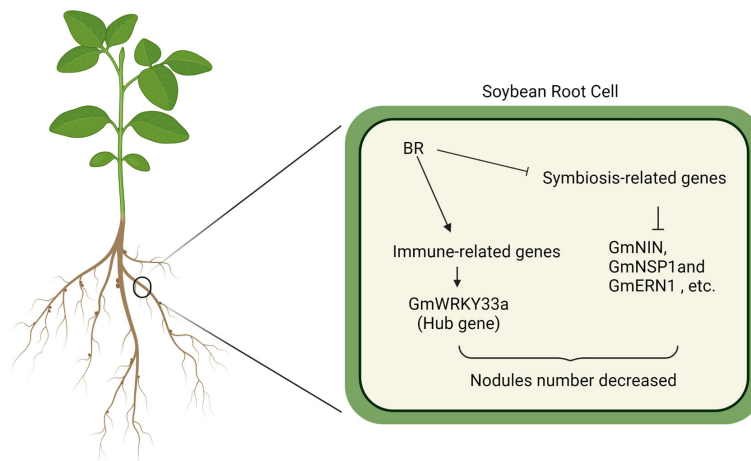 Soybean Root Cell
BR
Symbiosis-related genes
Immune-related genes
GmNIN,
GmNSP1and
GmERN1 , etc.
GmWRKY33a
(Hub gene)
Nodules number decreased